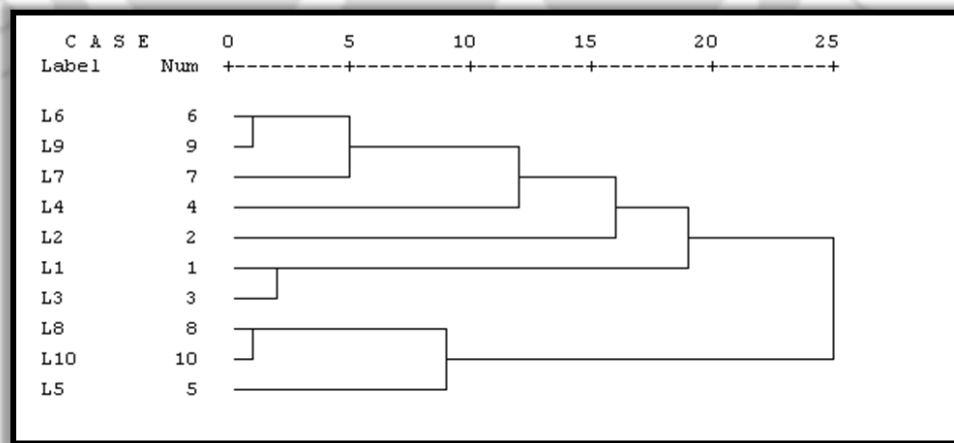 C A S E 0 5 10 15 20 25
Label Num +---------+---------+---------+---------+---------+
L6 6
L9 9
L7 7
L4 4
L2 2
L1 1
L3 3
L8 8
L10 10
L5 5